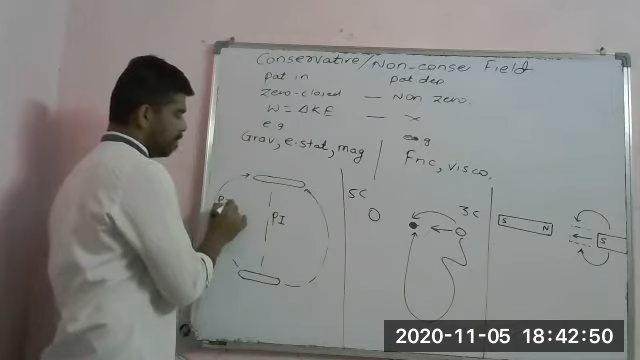 Conservative/Non-conser Field
pat in pat dep
zero-closed — Non zero.
W = ΔKE — x
e.g e.g
Grav, e.stat, mag Fric, visco,
5C 3C
P PI
S N S
2020-11-05 18:42:50